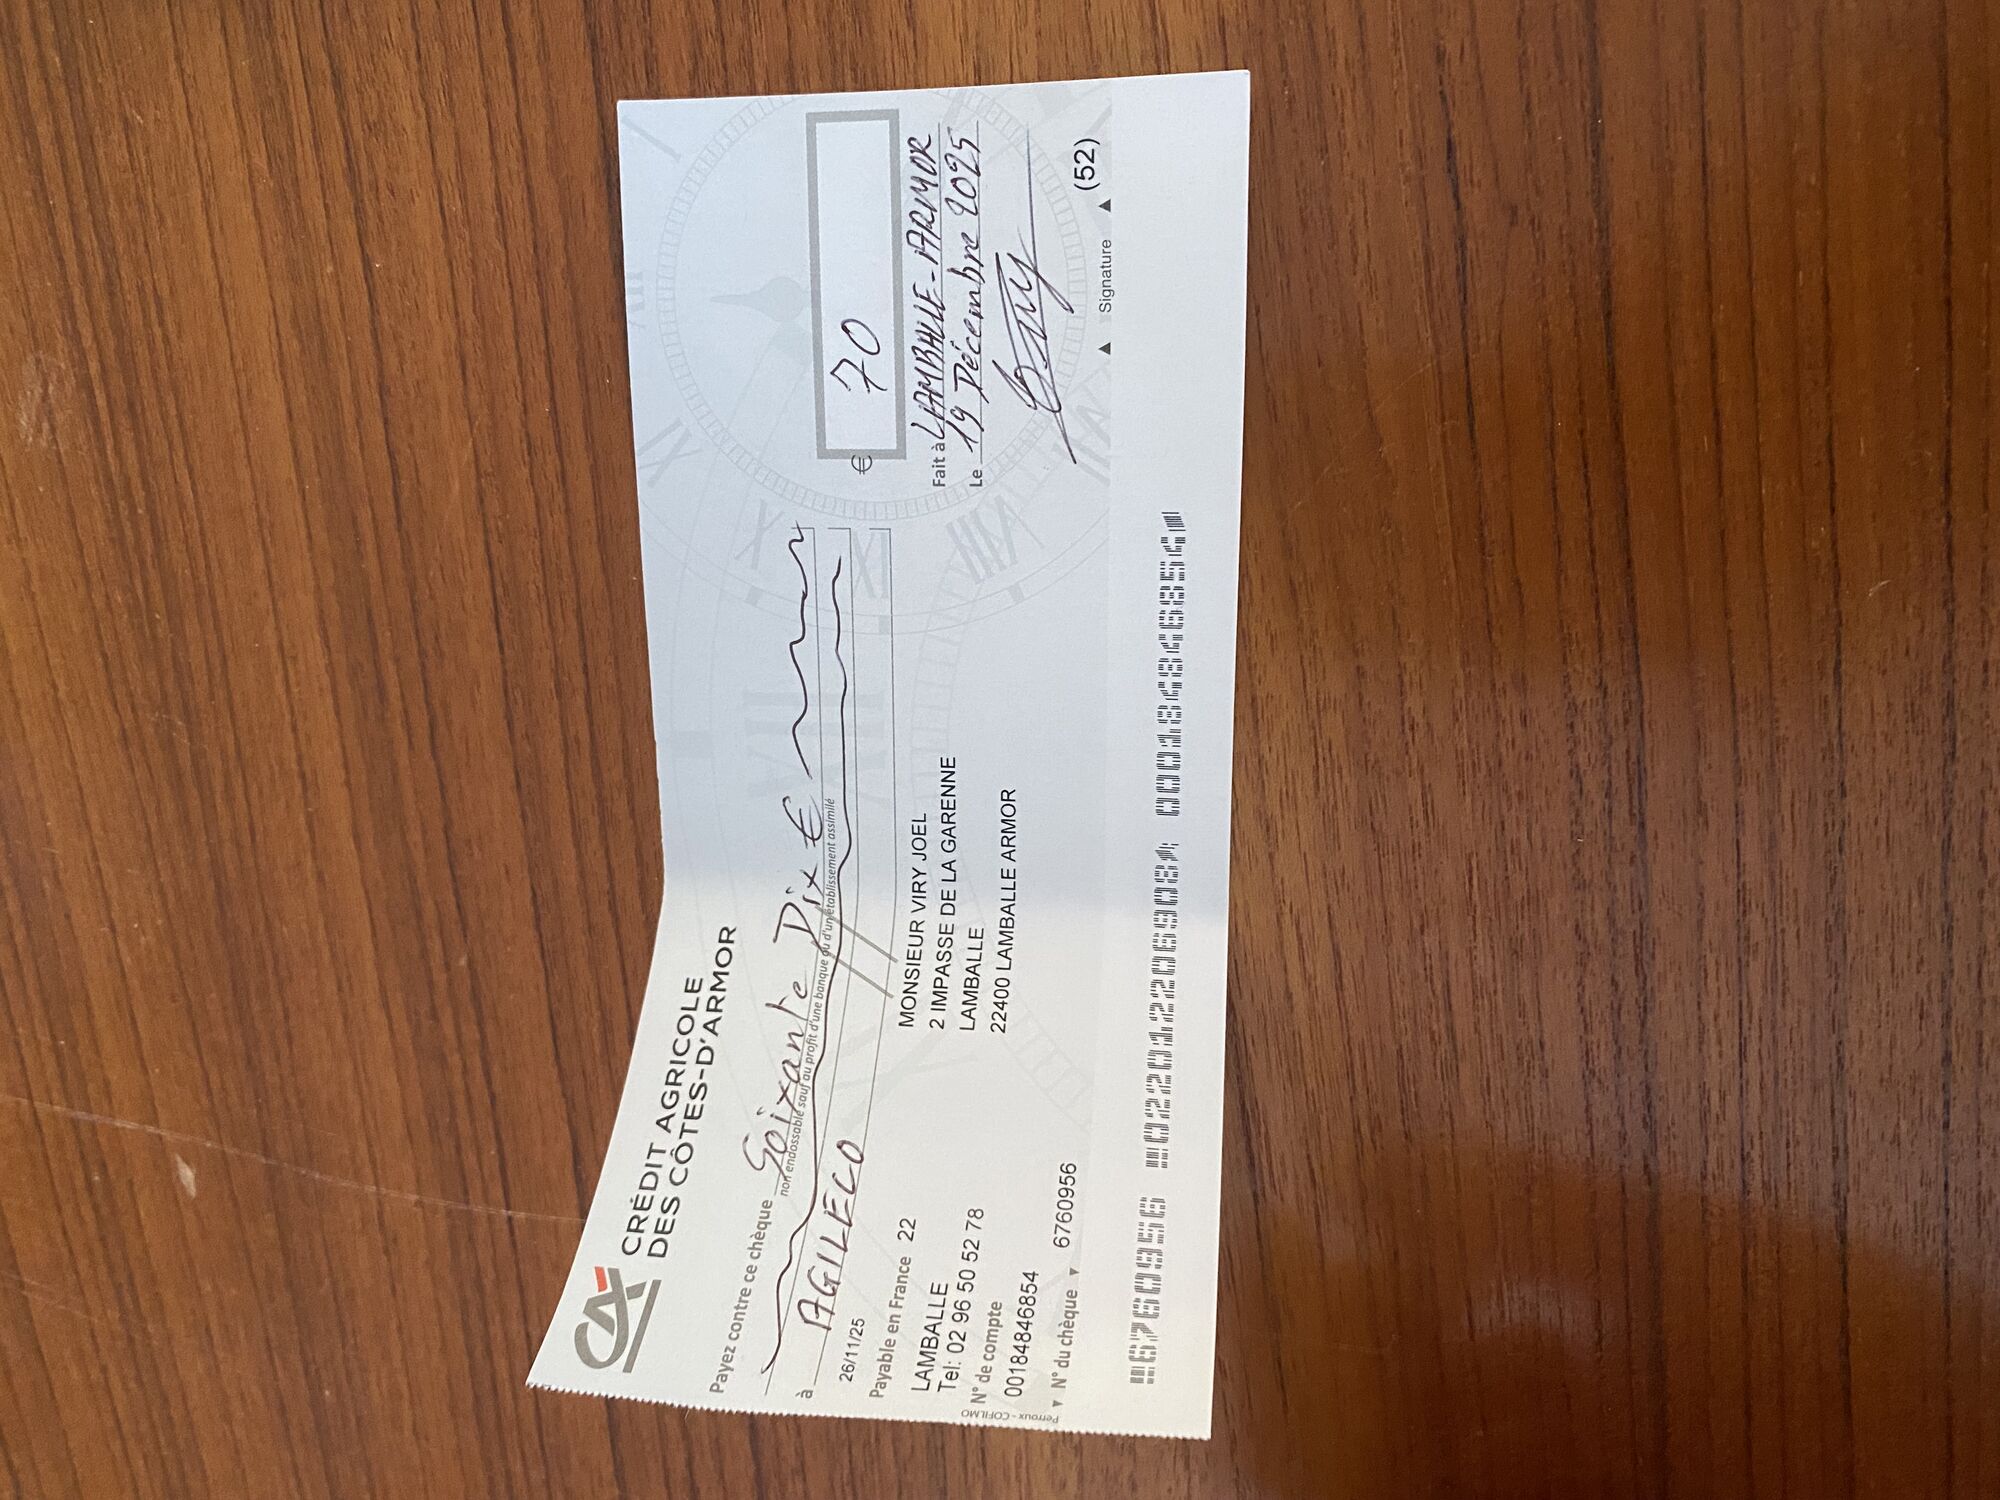 CA
CRÉDIT AGRICOLE
DES CÔTES-D'ARMOR
Payez contre ce chèque Soixante Dix €
non endossable sauf au profit d'une banque ou d'un établissement assimilé
à AGILECO
€ 70
26/11/25
Payable en France 22
Fait à LAMBALLE-ARMOR
Le 19 Décembre 2025
LAMBALLE
Tel: 02 96 50 52 78
N° de compte
00184846854
MONSIEUR VIRY JOEL
2 IMPASSE DE LA GARENNE
LAMBALLE
22400 LAMBALLE ARMOR
Perroux - COFILMO
▼ N° du chèque ▼ 6760956
▲ Signature ▲ (52)